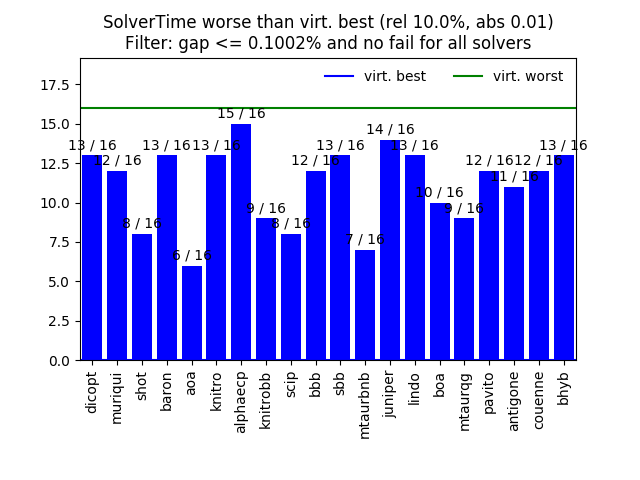 SolverTime worse than virt. best (rel 10.0%, abs 0.01)
Filter: gap <= 0.1002% and no fail for all solvers
virt. best
virt. worst
17.5
15.0
12.5
10.0
7.5
5.0
2.5
0.0
13 / 16
12 / 16
8 / 16
13 / 16
6 / 16
13 / 16
15 / 16
9 / 16
8 / 16
12 / 16
13 / 16
7 / 16
14 / 16
13 / 16
10 / 16
9 / 16
12 / 16
11 / 16
12 / 16
13 / 16
dicopt
muriqui
shot
baron
aoa
knitro
alphaecp
knitrobb
scip
bbb
sbb
mtaurbnb
juniper
lindo
boa
mtaurqg
pavito
antigone
couenne
bhyb